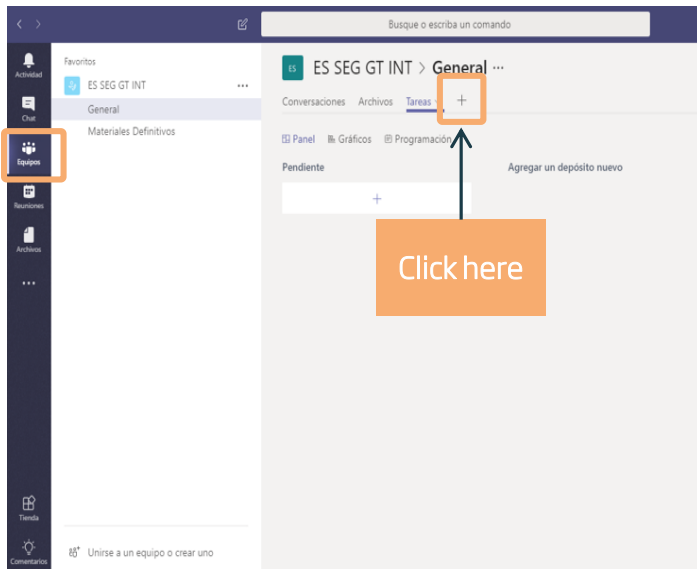 Busque o escriba un comando
Actividad
Chat
Equipos
Reuniones
Archivos
Tienda
Comentarios
Favoritos
ES SEG GT INT
General
Materiales Definitivos
Unirse a un equipo o crear uno
ES ES SEG GT INT > General
Conversaciones Archivos Tareas
Panel Gráficos Programación
Pendiente Agregar un depósito nuevo
Click here